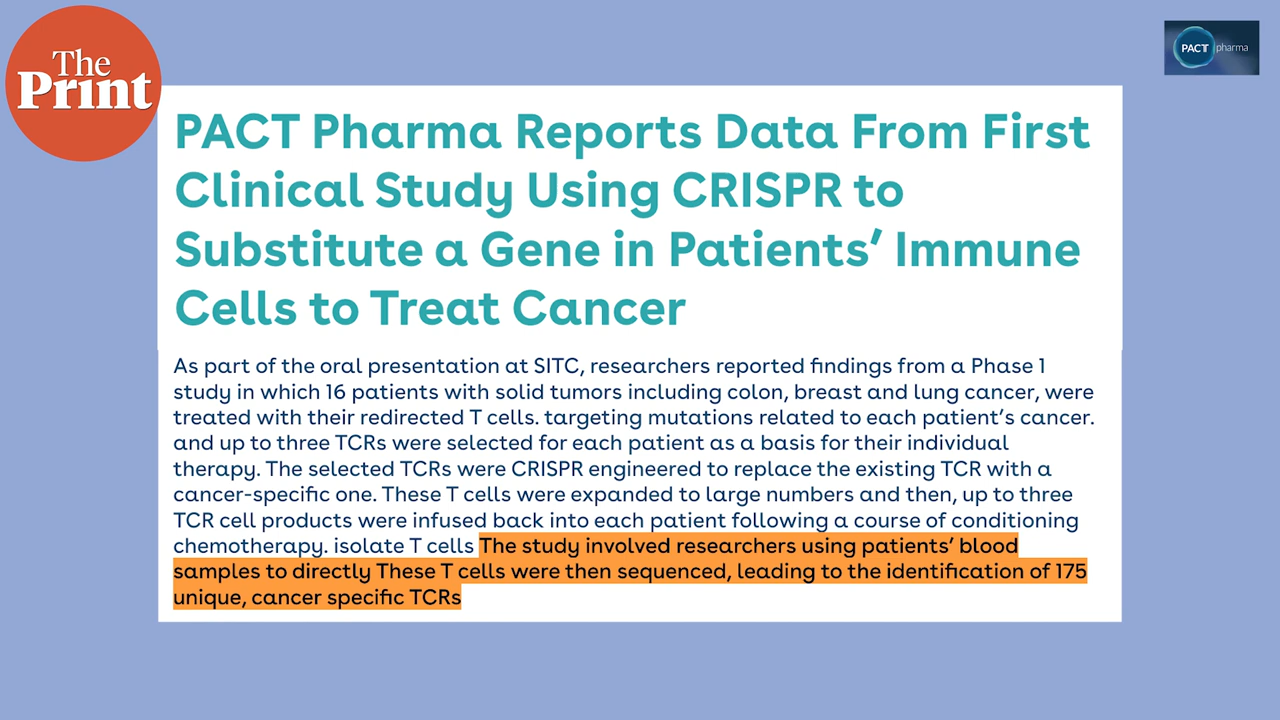 The
Print
PACT pharma
PACT Pharma Reports Data From First
Clinical Study Using CRISPR to
Substitute a Gene in Patients’ Immune
Cells to Treat Cancer
As part of the oral presentation at SITC, researchers reported findings from a Phase 1
study in which 16 patients with solid tumors including colon, breast and lung cancer, were
treated with their redirected T cells. targeting mutations related to each patient’s cancer.
and up to three TCRs were selected for each patient as a basis for their individual
therapy. The selected TCRs were CRISPR engineered to replace the existing TCR with a
cancer-specific one. These T cells were expanded to large numbers and then, up to three
TCR cell products were infused back into each patient following a course of conditioning
chemotherapy. isolate T cells The study involved researchers using patients’ blood
samples to directly These T cells were then sequenced, leading to the identification of 175
unique, cancer specific TCRs